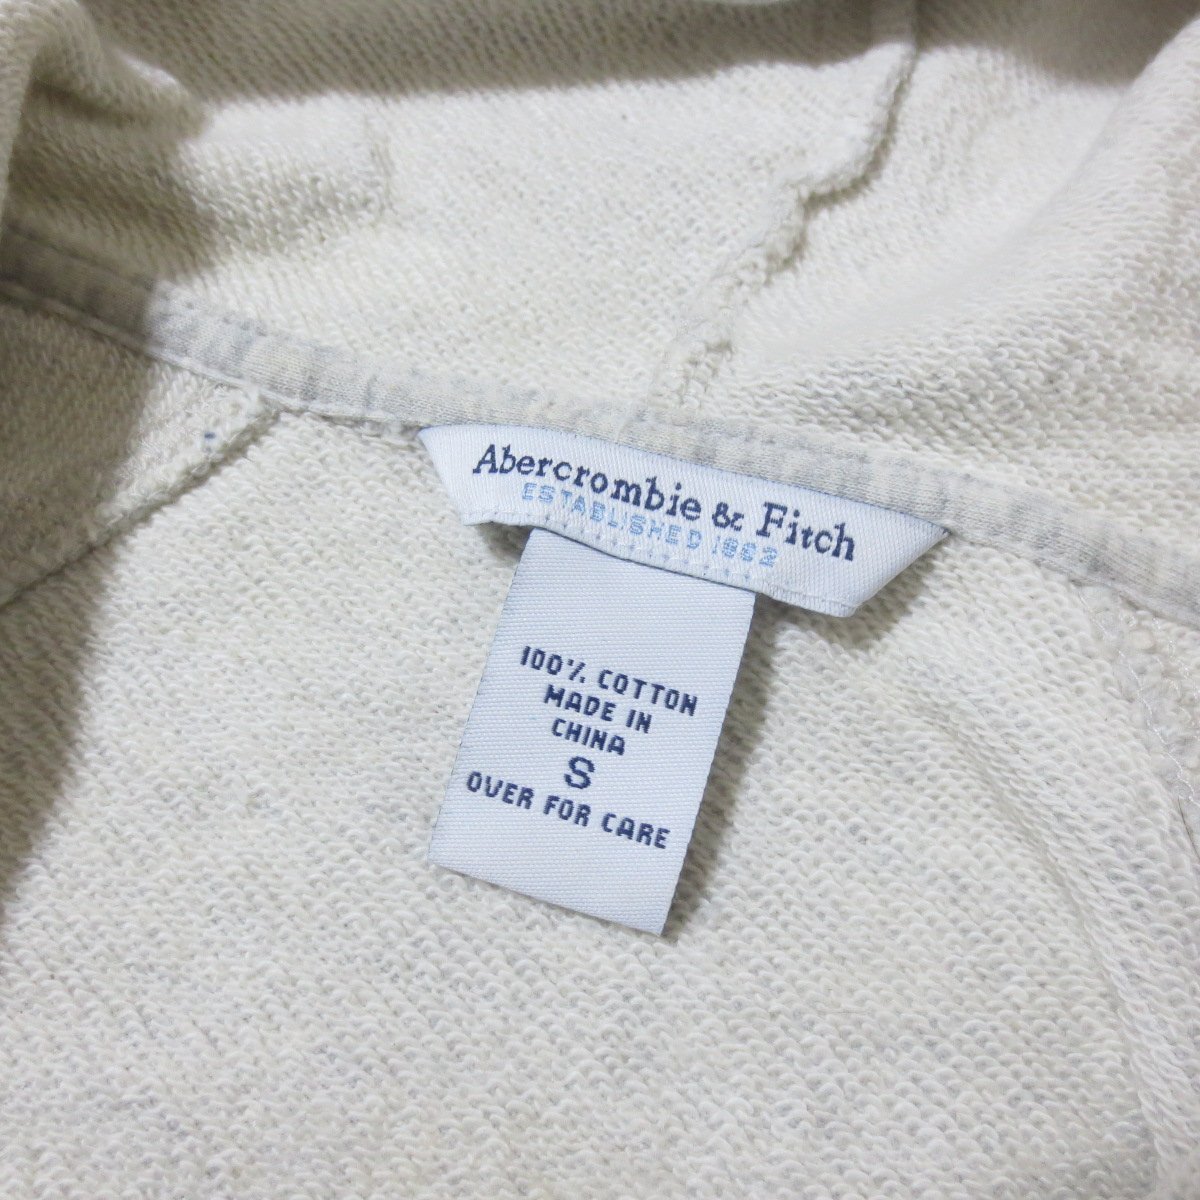 Abercrombie & Fitch
ESTABLISHED 1892
100% COTTON
MADE IN
CHINA
S
OVER FOR CARE